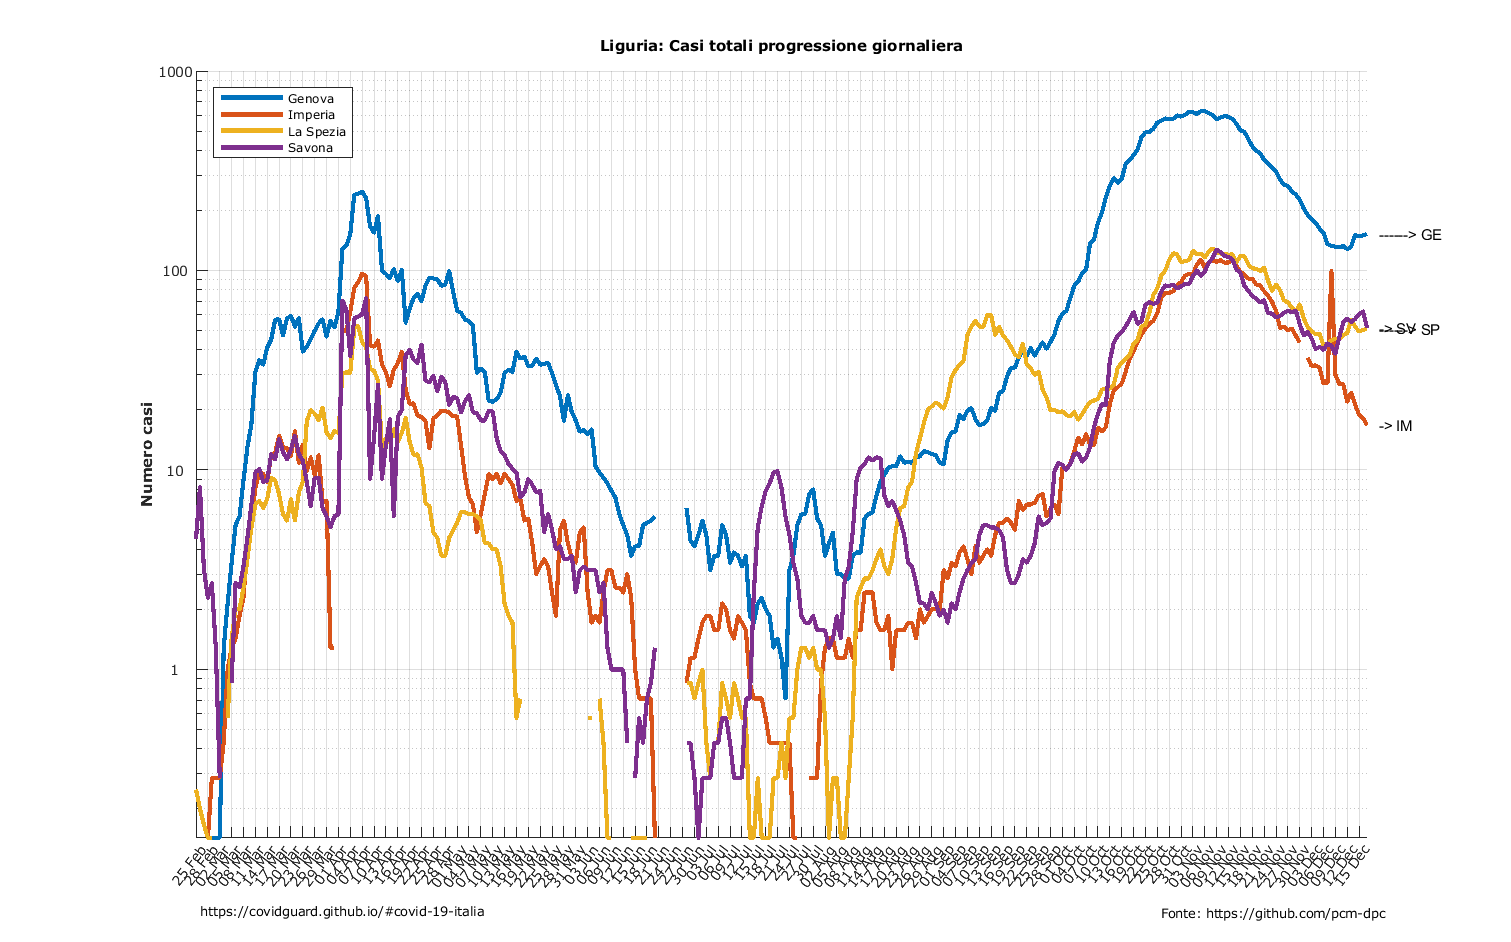 Liguria: Casi totali progressione giornaliera
Numero casi
1000
100
10
1
Genova
Imperia
La Spezia
Savona
------> GE
-> SV
SP
-> IM
25 Feb
28 Feb
02 Mar
05 Mar
08 Mar
11 Mar
14 Mar
17 Mar
20 Mar
23 Mar
26 Mar
29 Mar
01 Apr
04 Apr
07 Apr
10 Apr
13 Apr
16 Apr
19 Apr
22 Apr
25 Apr
28 Apr
01 May
04 May
07 May
10 May
13 May
16 May
19 May
22 May
25 May
28 May
31 May
03 Jun
06 Jun
09 Jun
12 Jun
15 Jun
18 Jun
21 Jun
24 Jun
27 Jun
30 Jun
03 Jul
06 Jul
09 Jul
12 Jul
15 Jul
18 Jul
21 Jul
24 Jul
27 Jul
30 Jul
02 Aug
05 Aug
08 Aug
11 Aug
14 Aug
17 Aug
20 Aug
23 Aug
26 Aug
29 Aug
01 Sep
04 Sep
07 Sep
10 Sep
13 Sep
16 Sep
19 Sep
22 Sep
25 Sep
28 Sep
01 Oct
04 Oct
07 Oct
10 Oct
13 Oct
16 Oct
19 Oct
22 Oct
25 Oct
28 Oct
31 Oct
03 Nov
06 Nov
09 Nov
12 Nov
15 Nov
18 Nov
21 Nov
24 Nov
27 Nov
30 Nov
03 Dec
06 Dec
09 Dec
12 Dec
15 Dec
https://covidguard.github.io/#covid-19-italia
Fonte: https://github.com/pcm-dpc